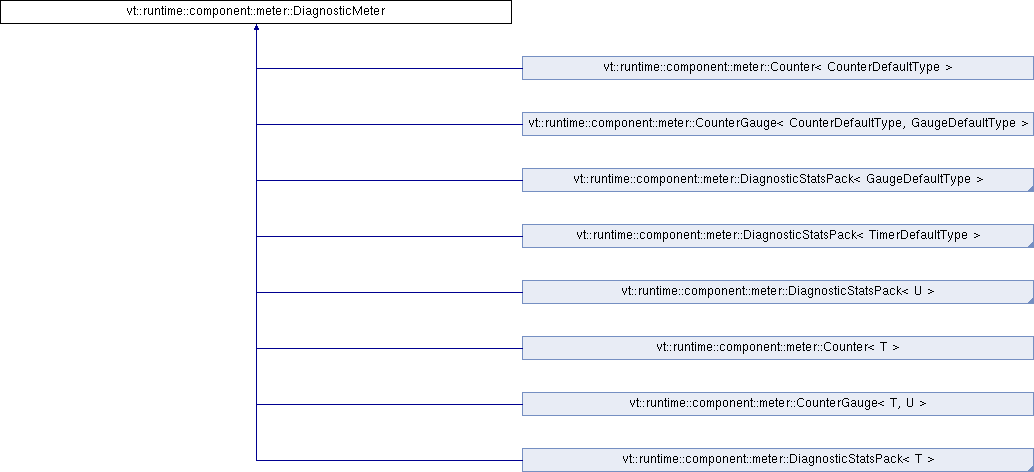 vt::runtime::component::meter::DiagnosticMeter
vt::runtime::component::meter::Counter< CounterDefaultType >
vt::runtime::component::meter::CounterGauge< CounterDefaultType, GaugeDefaultType >
vt::runtime::component::meter::DiagnosticStatsPack< GaugeDefaultType >
vt::runtime::component::meter::DiagnosticStatsPack< TimerDefaultType >
vt::runtime::component::meter::DiagnosticStatsPack< U >
vt::runtime::component::meter::Counter< T >
vt::runtime::component::meter::CounterGauge< T, U >
vt::runtime::component::meter::DiagnosticStatsPack< T >